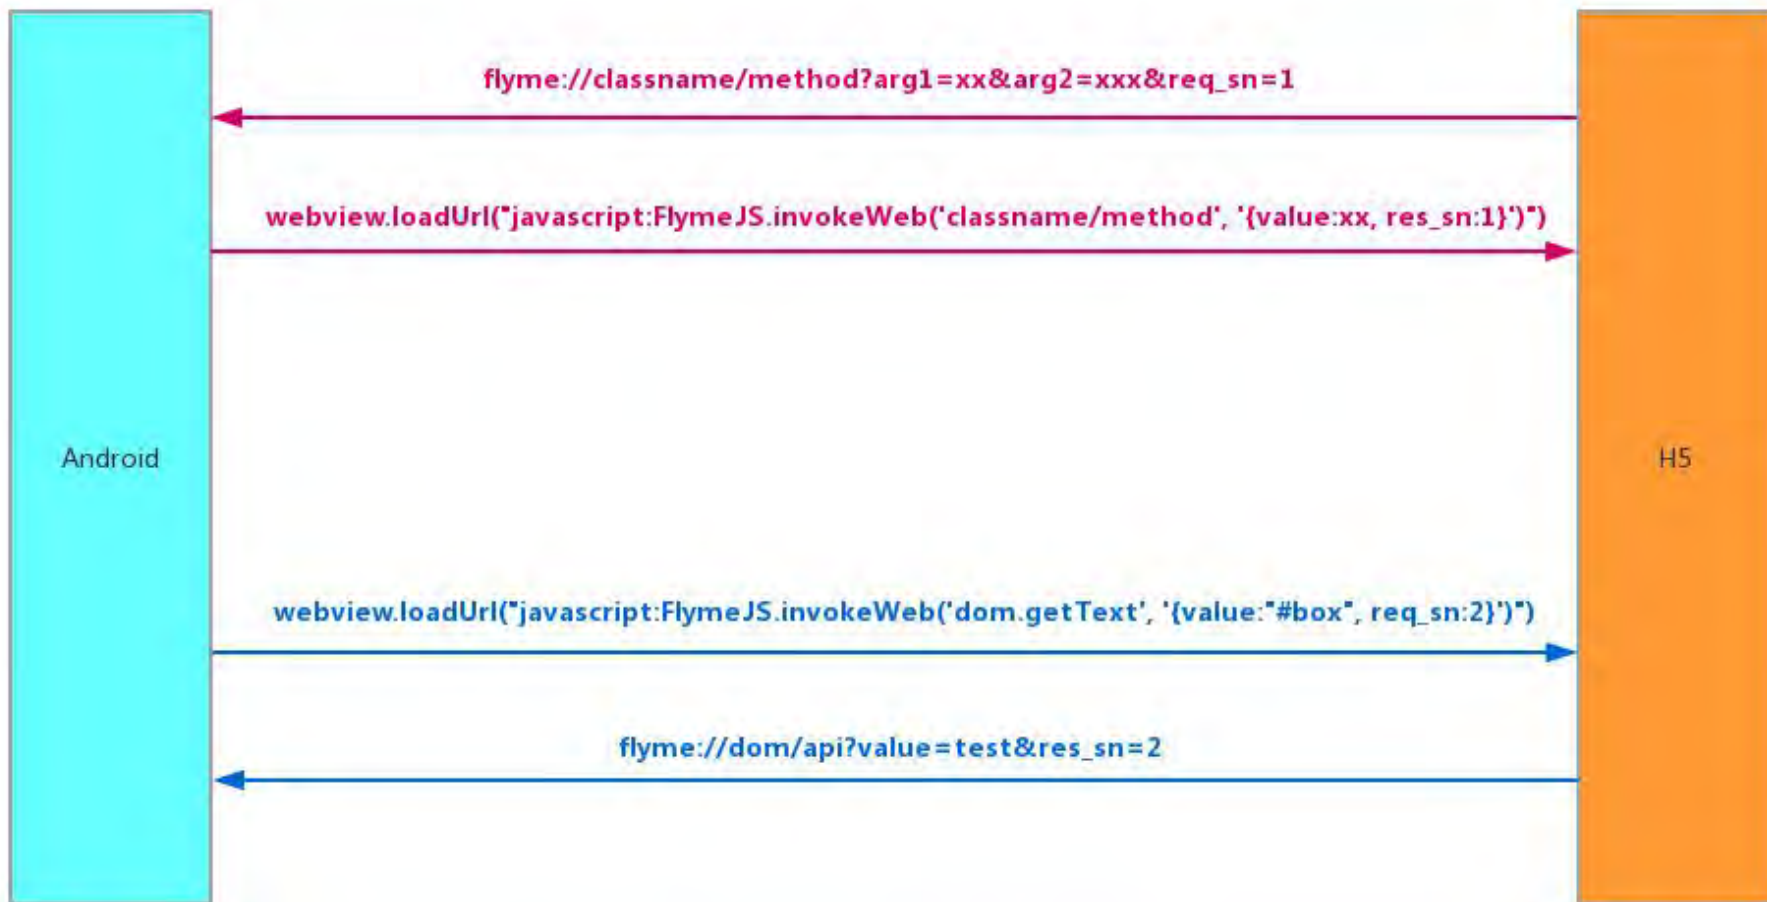 flyme://classname/method?arg1=xx&arg2=xxx&req_sn=1
webview.loadUrl("javascript:FlymeJS.invokeWeb('classname/method', '{value:xx, res_sn:1}')")
Android
H5
webview.loadUrl("javascript:FlymeJS.invokeWeb('dom.getText', '{value:"#box", req_sn:2}')")
flyme://dom/api?value=test&res_sn=2